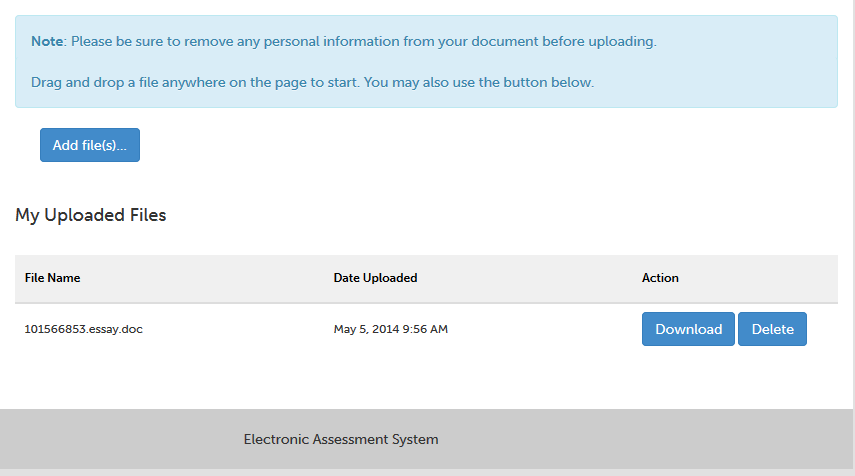 Note: Please be sure to remove any personal information from your document before uploading.
Drag and drop a file anywhere on the page to start. You may also use the button below.
Add file(s)...
My Uploaded Files
File Name Date Uploaded Action
101566853.essay.doc May 5, 2014 9:56 AM Download Delete
Electronic Assessment System